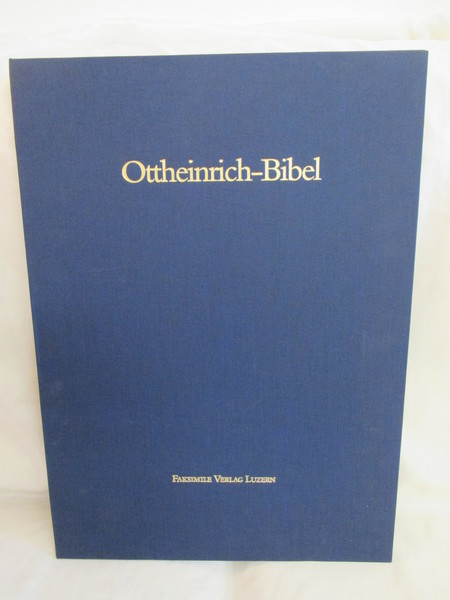 Ottheinrich–Bibel
Faksimile Verlag Luzern